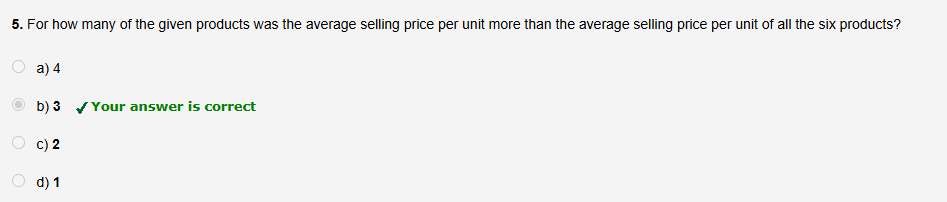 5. For how many of the given products was the average selling price per unit more than the average selling price per unit of all the six products?
a) 4
b) 3 ✓ Your answer is correct
c) 2
d) 1